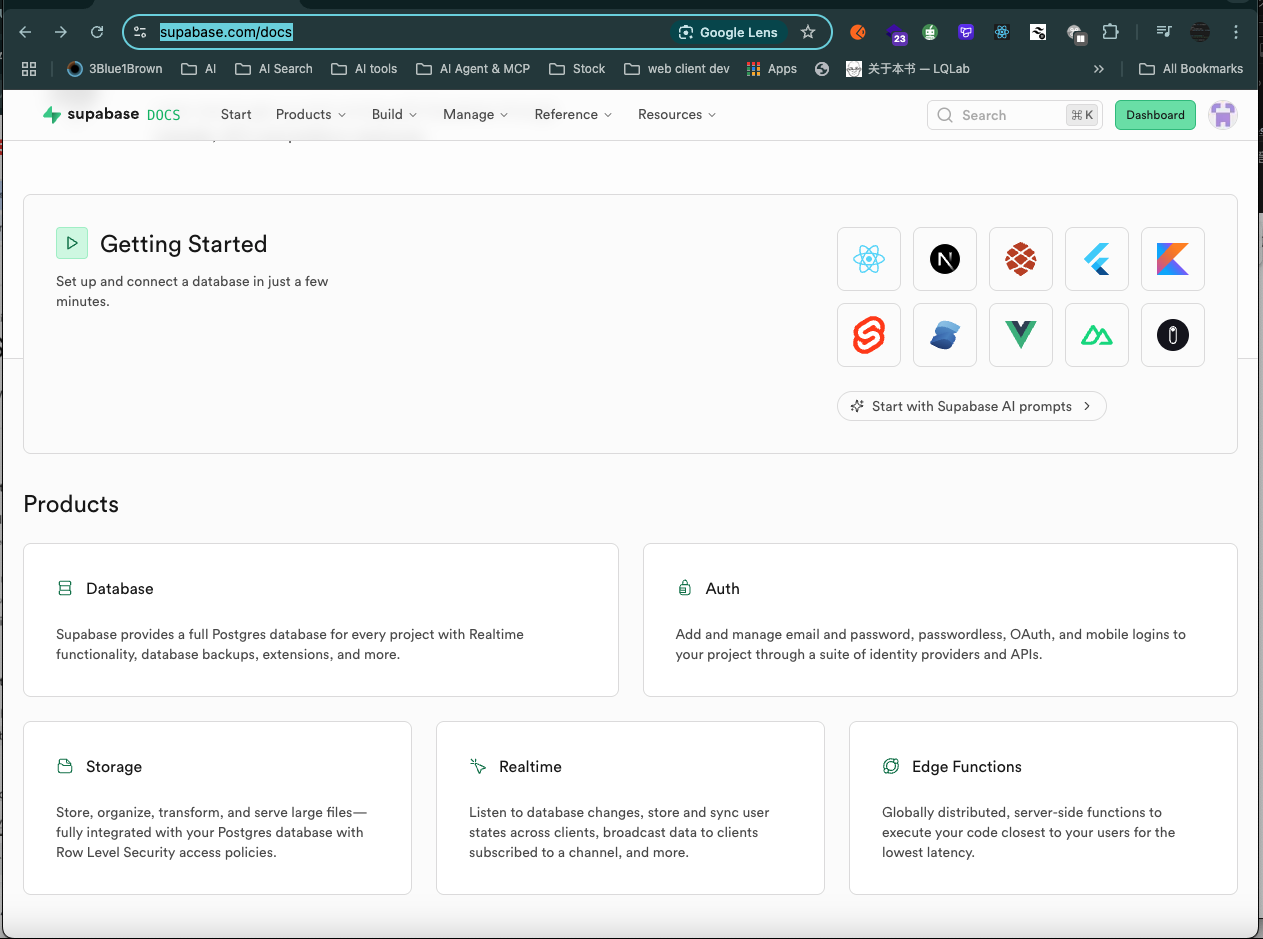 supabase.com/docs
Google Lens
23
3Blue1Brown
AI
AI Search
AI tools
AI Agent & MCP
Stock
web client dev
Apps
关于本书 — LQLab
All Bookmarks
supabase DOCS
Start
Products
Build
Manage
Reference
Resources
Search
⌘ K
Dashboard
Getting Started
Set up and connect a database in just a few
minutes.
Start with Supabase AI prompts
Products
Database
Supabase provides a full Postgres database for every project with Realtime
functionality, database backups, extensions, and more.
Auth
Add and manage email and password, passwordless, OAuth, and mobile logins to
your project through a suite of identity providers and APIs.
Storage
Store, organize, transform, and serve large files—
fully integrated with your Postgres database with
Row Level Security access policies.
Realtime
Listen to database changes, store and sync user
states across clients, broadcast data to clients
subscribed to a channel, and more.
Edge Functions
Globally distributed, server-side functions to
execute your code closest to your users for the
lowest latency.